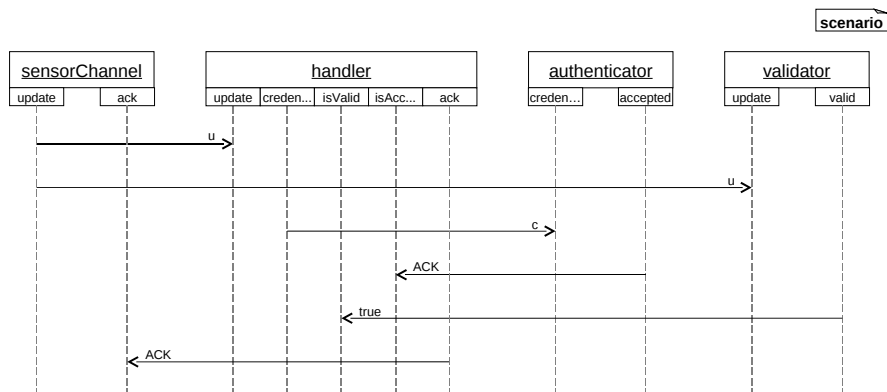 scenario
sensorChannel
handler
authenticator
validator
update
ack
update
creden...
isValid
isAcc...
ack
creden...
accepted
update
valid
u
u
c
ACK
true
ACK